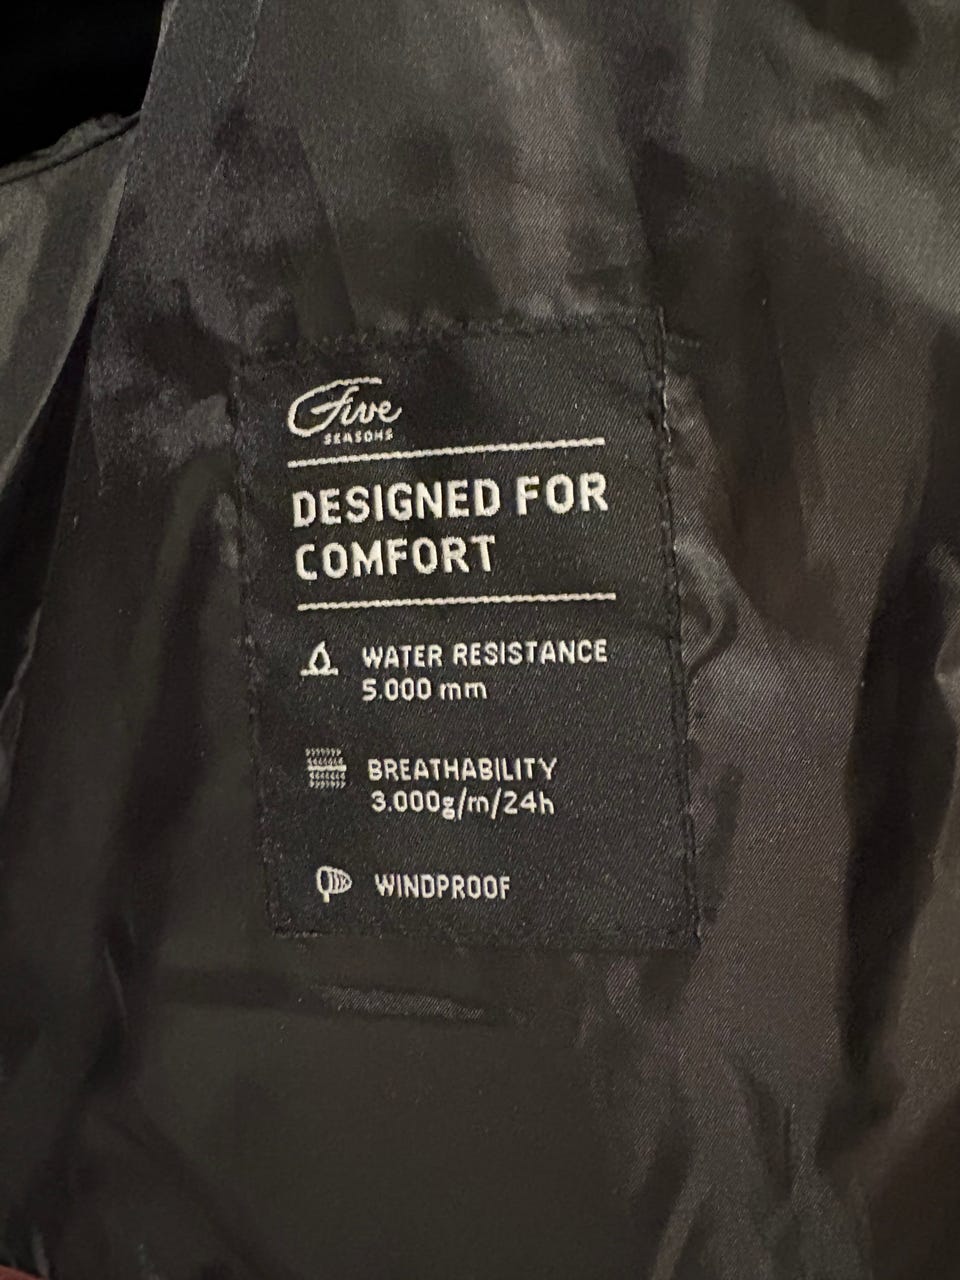 Five
SEASONS
DESIGNED FOR
COMFORT
WATER RESISTANCE
5.000 mm
BREATHABILITY
3.000g/m/24h
WINDPROOF